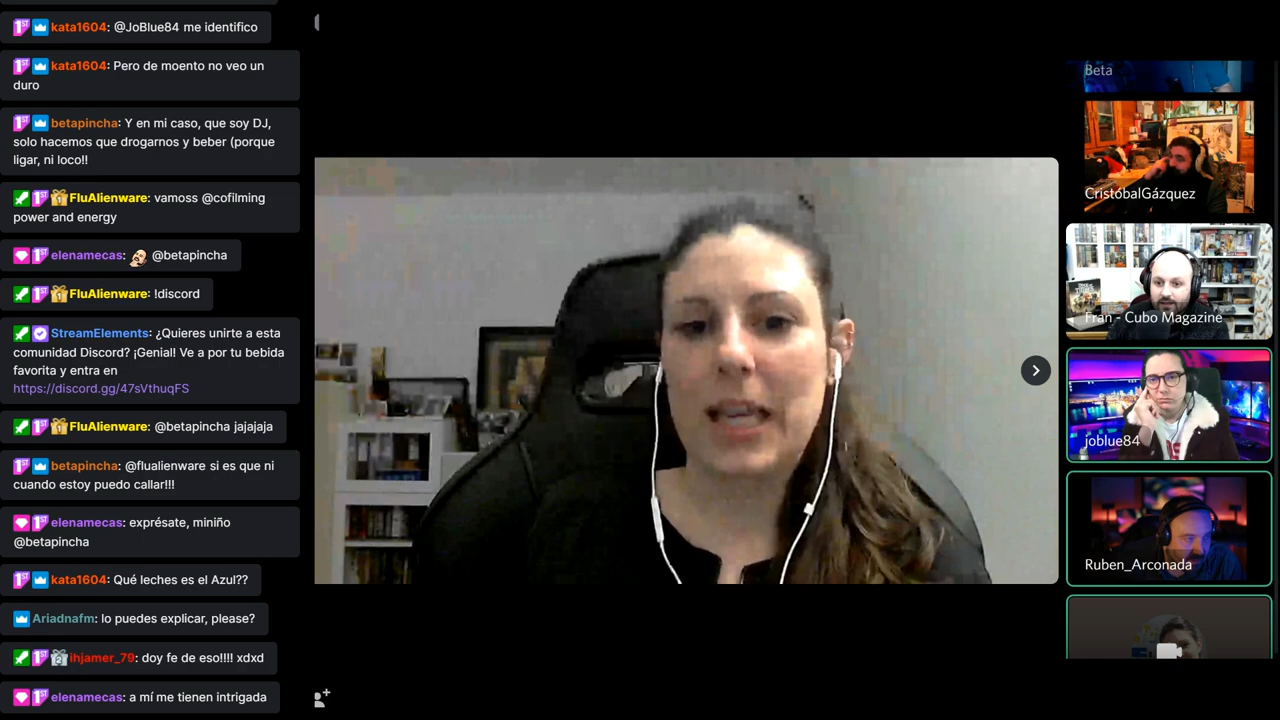 kata1604: @JoBlue84 me identifico
kata1604: Pero de moento no veo un
duro
betapincha: Y en mi caso, que soy DJ,
solo hacemos que drogarnos y beber (porque
ligar, ni loco!!
FluAlienware: vamoss @cofilming
power and energy
elenamecas: @betapincha
FluAlienware: !discord
StreamElements: ¿Quieres unirte a esta
comunidad Discord? ¡Genial! Ve a por tu bebida
favorita y entra en
https://discord.gg/47sVthuqFS
FluAlienware: @betapincha jajajaja
betapincha: @flualienware si es que ni
cuando estoy puedo callar!!!
elenamecas: exprésate, miniño
@betapincha
kata1604: Qué leches es el Azul??
Ariadnafm: lo puedes explicar, please?
ihjamer_79: doy fe de eso!!!! xdxd
elenamecas: a mí me tienen intrigada
Beta
CristóbalGázquez
Fran - Cubo Magazine
joblue84
Ruben_Arconada